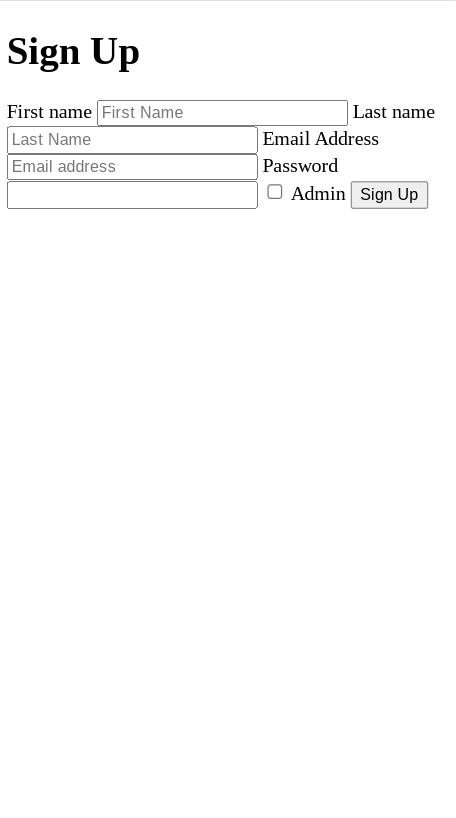 Sign Up
First name First Name Last name
Last Name Email Address
Email address Password
Admin Sign Up